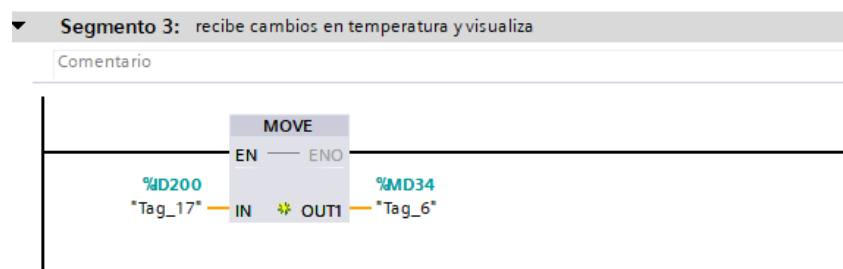 Segmento 3: recibe cambios en temperatura y visualiza
Comentario
MOVE
EN ENO
%ID200 %MD34
"Tag_17" IN OUT1 "Tag_6"